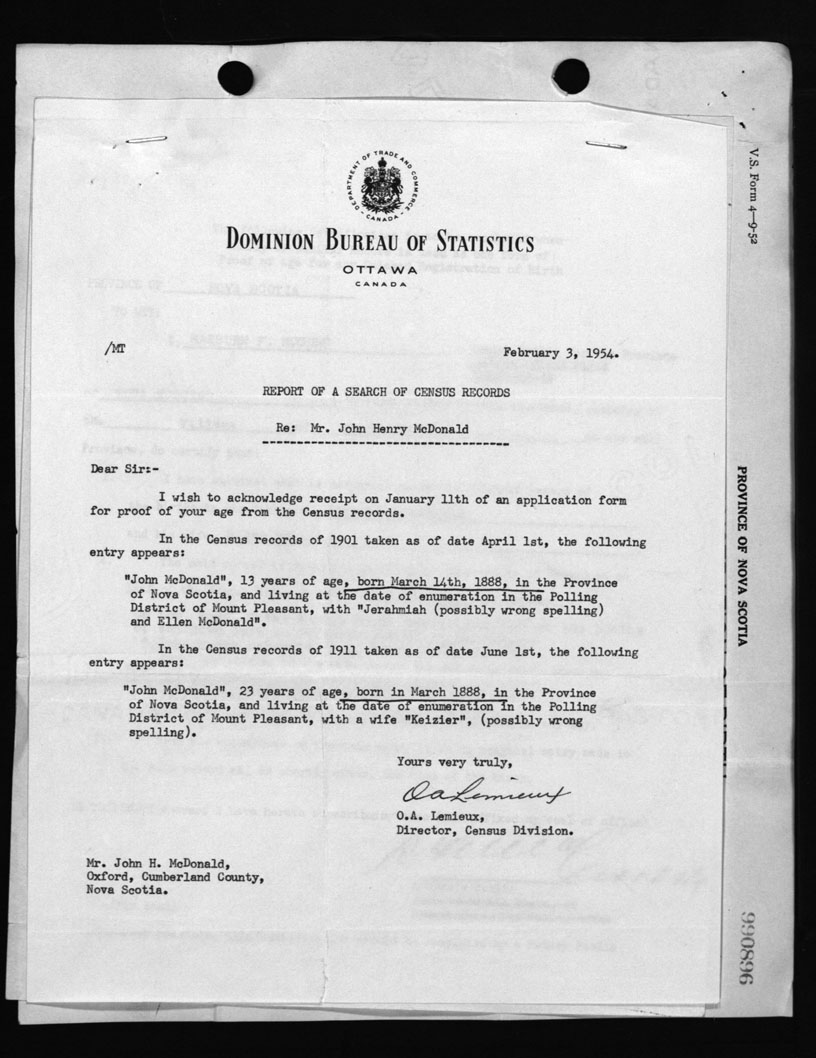 DEPARTMENT OF TRADE AND COMMERCE
- CANADA -
DOMINION BUREAU OF STATISTICS
OTTAWA
CANADA
/MT
February 3, 1954.
REPORT OF A SEARCH OF CENSUS RECORDS
Re: Mr. John Henry McDonald
Dear Sir:-
I wish to acknowledge receipt on January 11th of an application form
for proof of your age from the Census records.
In the Census records of 1901 taken as of date April 1st, the following
entry appears:
"John McDonald", 13 years of age, born March 14th, 1888, in the Province
of Nova Scotia, and living at the date of enumeration in the Polling
District of Mount Pleasant, with "Jerahmiah (possibly wrong spelling)
and Ellen McDonald".
In the Census records of 1911 taken as of date June 1st, the following
entry appears:
"John McDonald", 23 years of age, born in March 1888, in the Province
of Nova Scotia, and living at the date of enumeration in the Polling
District of Mount Pleasant, with a wife "Keizier", (possibly wrong
spelling).
Yours very truly,
O A Lemieux
O.A. Lemieux,
Director, Census Division.
Mr. John H. McDonald,
Oxford, Cumberland County,
Nova Scotia.
V.S. Form 4—9-52
PROVINCE OF NOVA SCOTIA
990896